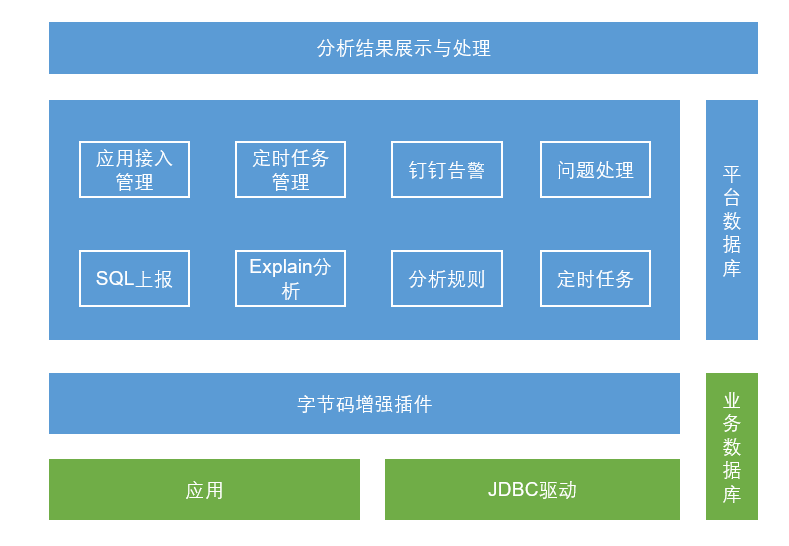 分析结果展示与处理
应用接入
管理
定时任务
管理
钉钉告警
问题处理
SQL上报
Explain分
析
分析规则
定时任务
平
台
数
据
库
字节码增强插件
应用
JDBC驱动
业
务
数
据
库